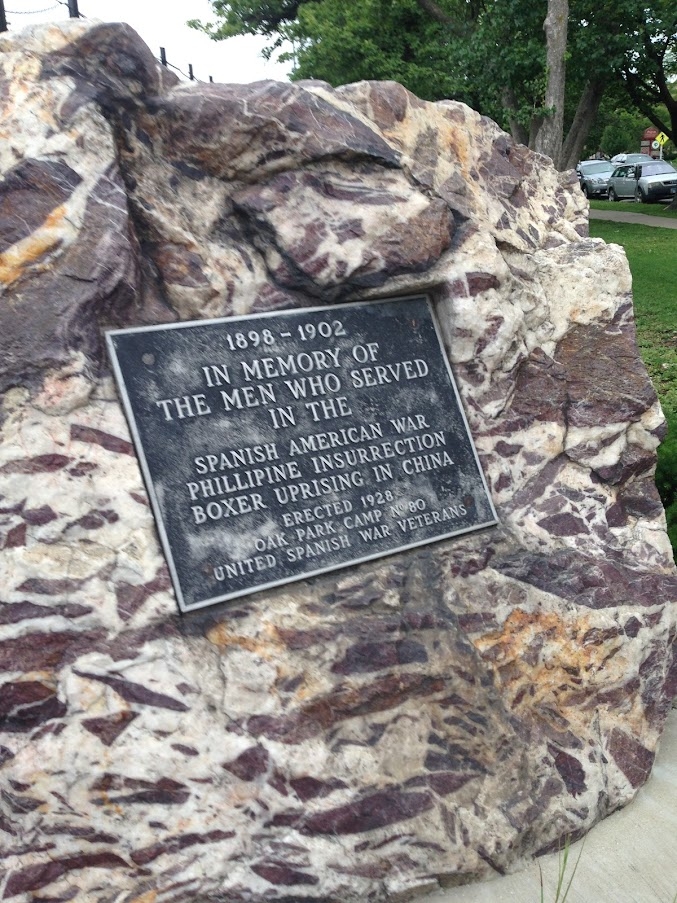 1898 – 1902
IN MEMORY OF
THE MEN WHO SERVED
IN THE
SPANISH AMERICAN WAR
PHILLIPINE INSURRECTION
BOXER UPRISING IN CHINA
ERECTED 1928
OAK PARK CAMP Nº 80
UNITED SPANISH WAR VETERANS